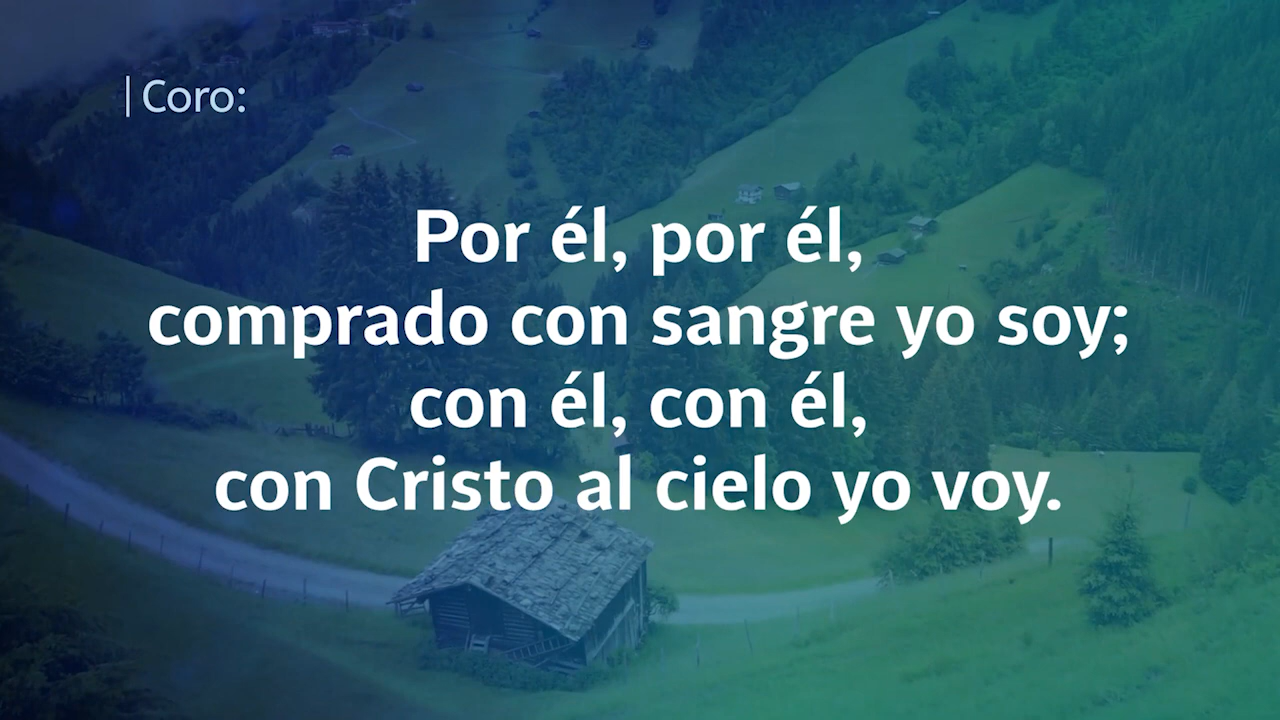 | Coro:
Por él, por él,
comprado con sangre yo soy;
con él, con él,
con Cristo al cielo yo voy.